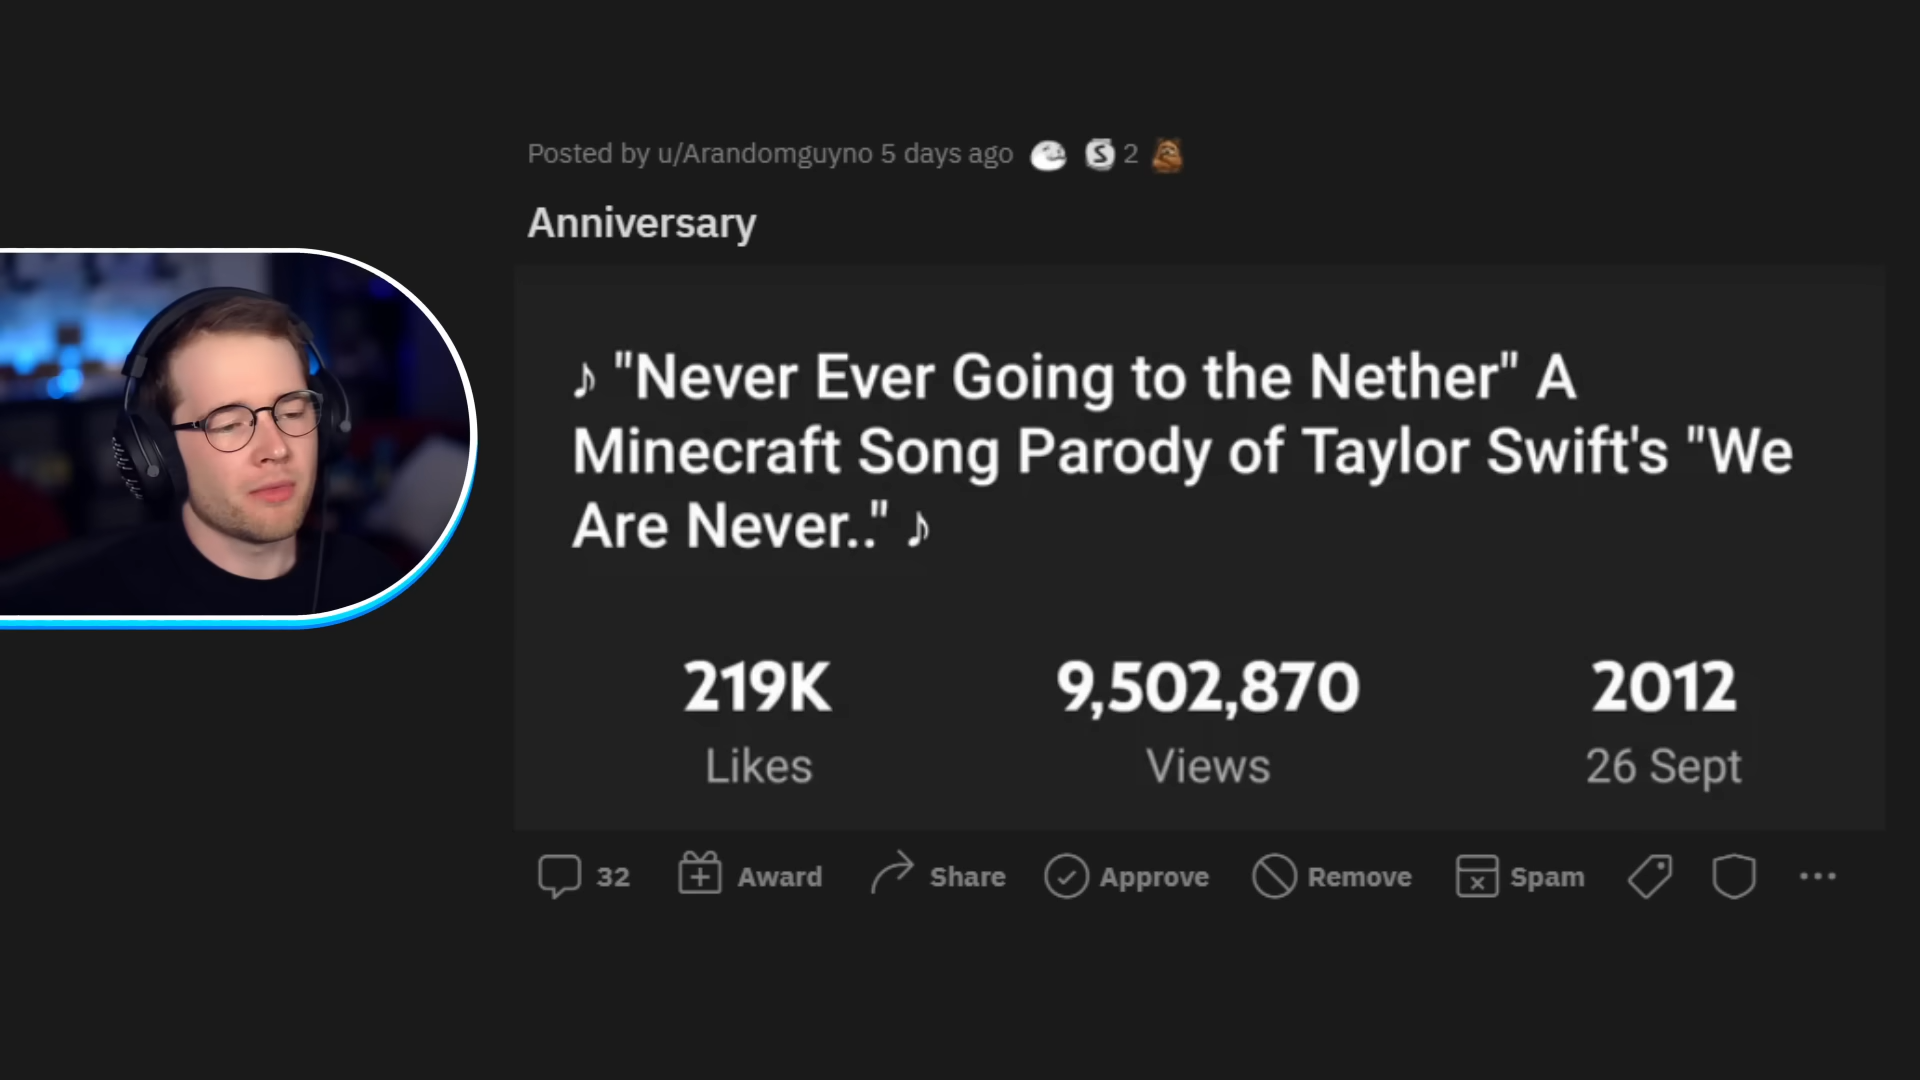 Posted by u/Arandomguyno 5 days ago 2
Anniversary
♪ "Never Ever Going to the Nether" A
Minecraft Song Parody of Taylor Swift's "We
Are Never.." ♪
219K 9,502,870 2012
Likes Views 26 Sept
32 Award Share Approve Remove Spam